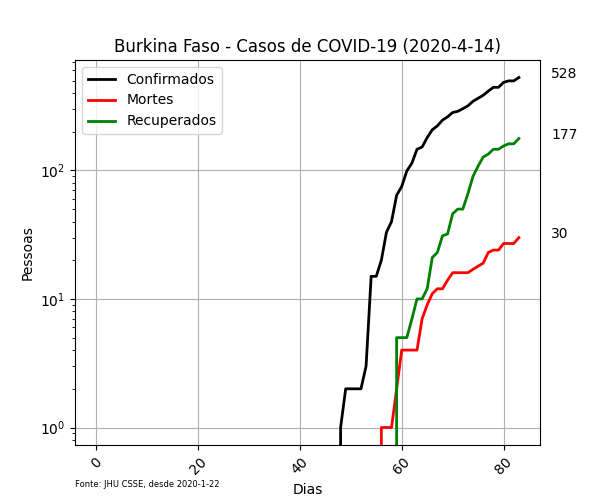 Burkina Faso - Casos de COVID-19 (2020-4-14)
Confirmados
Mortes
Recuperados
528
177
30
10²
10¹
10⁰
Pessoas
0
20
40
60
80
Dias
Fonte: JHU CSSE, desde 2020-1-22